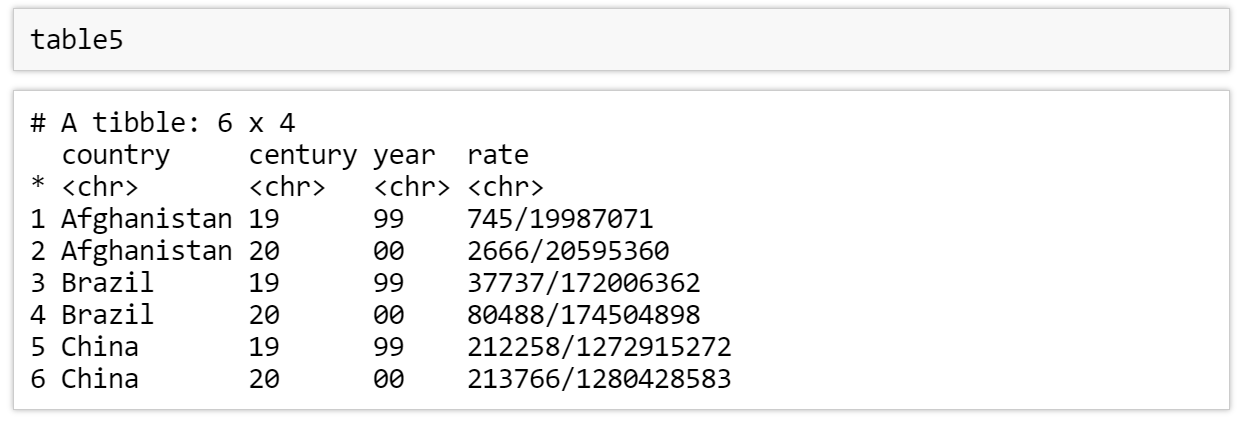 table5
# A tibble: 6 x 4
  country     century year  rate
* <chr>       <chr>   <chr> <chr>
1 Afghanistan 19      99    745/19987071
2 Afghanistan 20      00    2666/20595360
3 Brazil      19      99    37737/172006362
4 Brazil      20      00    80488/174504898
5 China       19      99    212258/1272915272
6 China       20      00    213766/1280428583